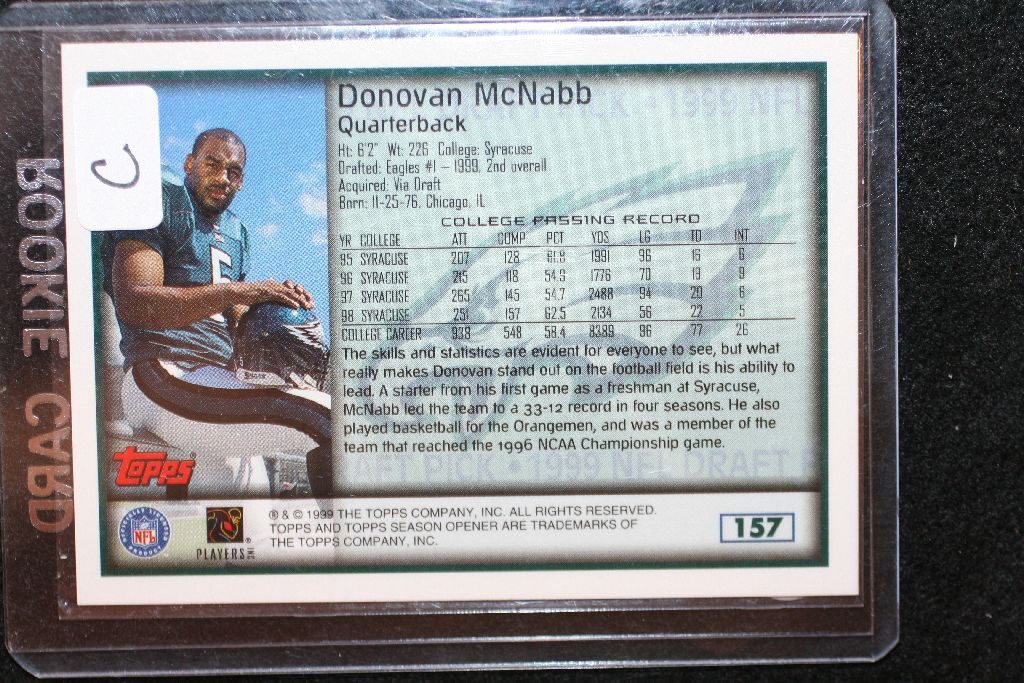 ROOKIE CARD
C
Donovan McNabb
Quarterback
Ht: 6'2" Wt: 226 College: Syracuse
Drafted: Eagles #1 – 1999, 2nd overall
Acquired: Via Draft
Born: 11-25-76, Chicago, IL
COLLEGE PASSING RECORD
YR COLLEGE ATT COMP PCT YDS LG TD INT
95 SYRACUSE 207 128 61.8 1991 96 16 6
96 SYRACUSE 215 118 54.9 1776 70 19 9
97 SYRACUSE 265 145 54.7 2488 94 20 6
98 SYRACUSE 251 157 62.5 2134 56 22 5
COLLEGE CAREER 938 548 58.4 8389 96 77 26
The skills and statistics are evident for everyone to see, but what
really makes Donovan stand out on the football field is his ability to
lead. A starter from his first game as a freshman at Syracuse,
McNabb led the team to a 33-12 record in four seasons. He also
played basketball for the Orangemen, and was a member of the
team that reached the 1996 NCAA Championship game.
AFT PICK • 1999 NFL DRAFT P
Topps®
NFL
PLAYERS INC
® & © 1999 THE TOPPS COMPANY, INC. ALL RIGHTS RESERVED.
TOPPS AND TOPPS SEASON OPENER ARE TRADEMARKS OF
THE TOPPS COMPANY, INC.
157